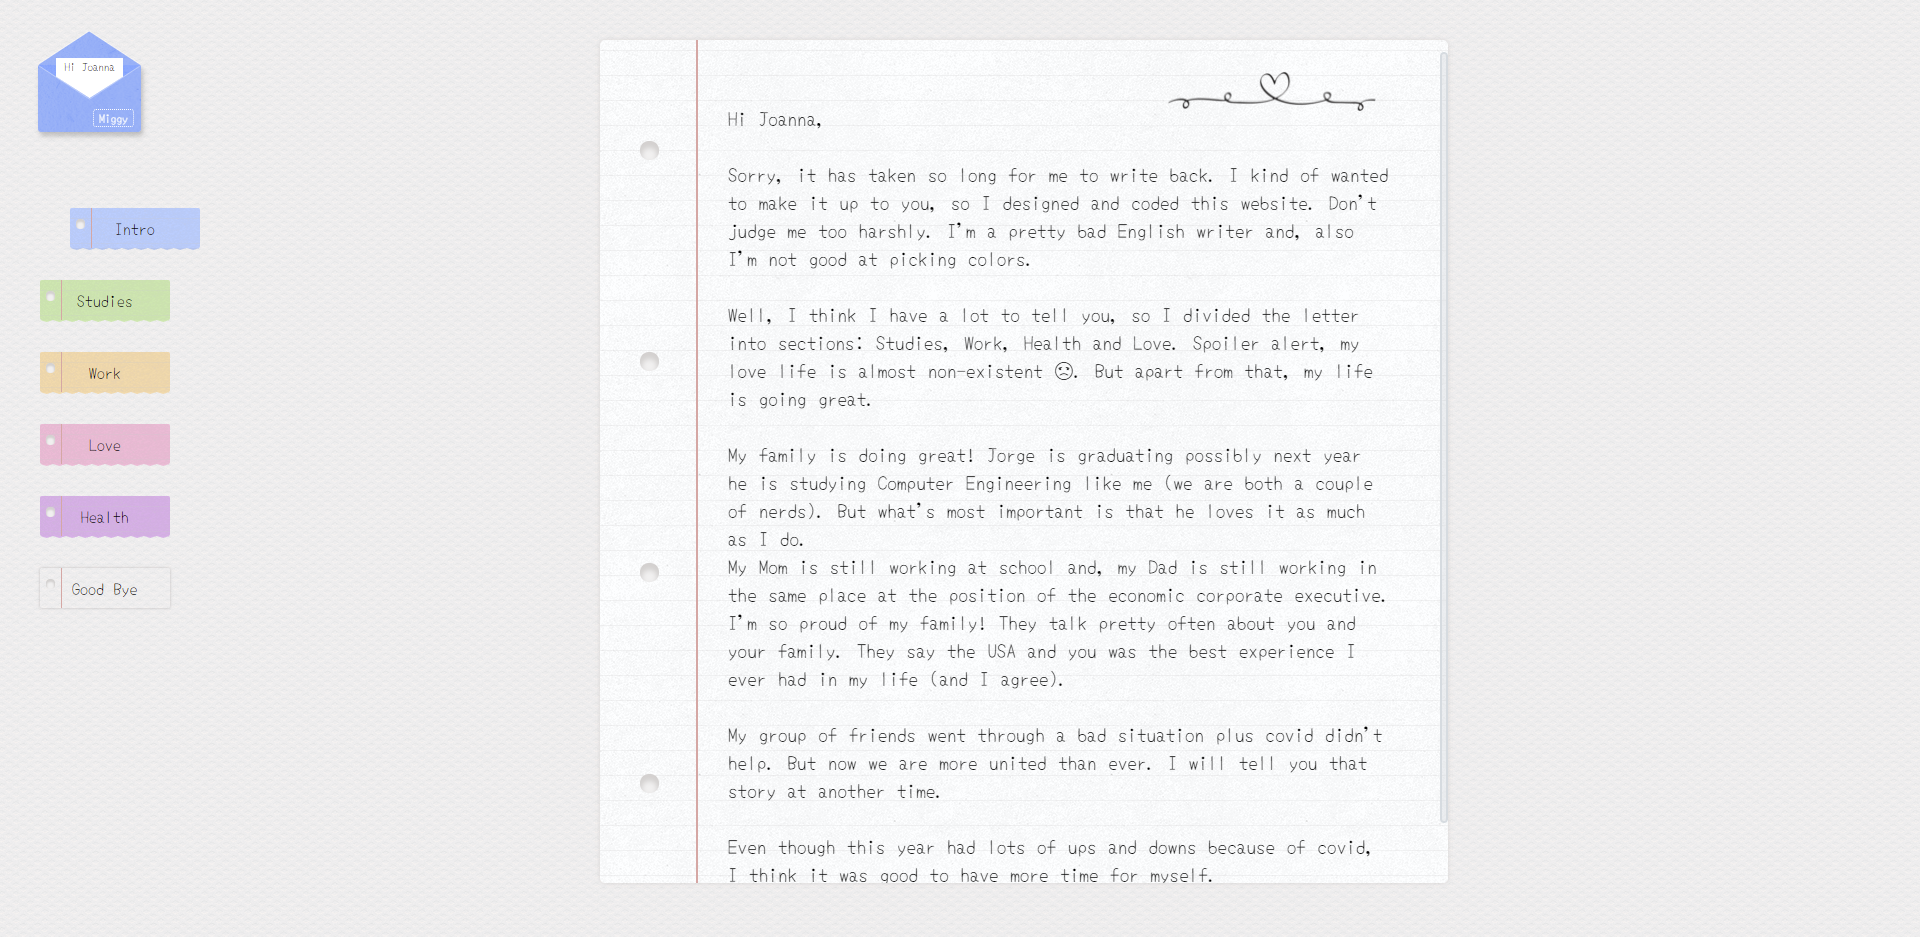 Hi Joanna
Miggy
Intro
Studies
Work
Love
Health
Good Bye
Hi Joanna,
Sorry, it has taken so long for me to write back. I kind of wanted
to make it up to you, so I designed and coded this website. Don't
judge me too harshly. I'm a pretty bad English writer and, also
I'm not good at picking colors.
Well, I think I have a lot to tell you, so I divided the letter
into sections: Studies, Work, Health and Love. Spoiler alert, my
love life is almost non-existent ☹. But apart from that, my life
is going great.
My family is doing great! Jorge is graduating possibly next year
he is studying Computer Engineering like me (we are both a couple
of nerds). But what's most important is that he loves it as much
as I do.
My Mom is still working at school and, my Dad is still working in
the same place at the position of the economic corporate executive.
I'm so proud of my family! They talk pretty often about you and
your family. They say the USA and you was the best experience I
ever had in my life (and I agree).
My group of friends went through a bad situation plus covid didn't
help. But now we are more united than ever. I will tell you that
story at another time.
Even though this year had lots of ups and downs because of covid,
I think it was good to have more time for myself.